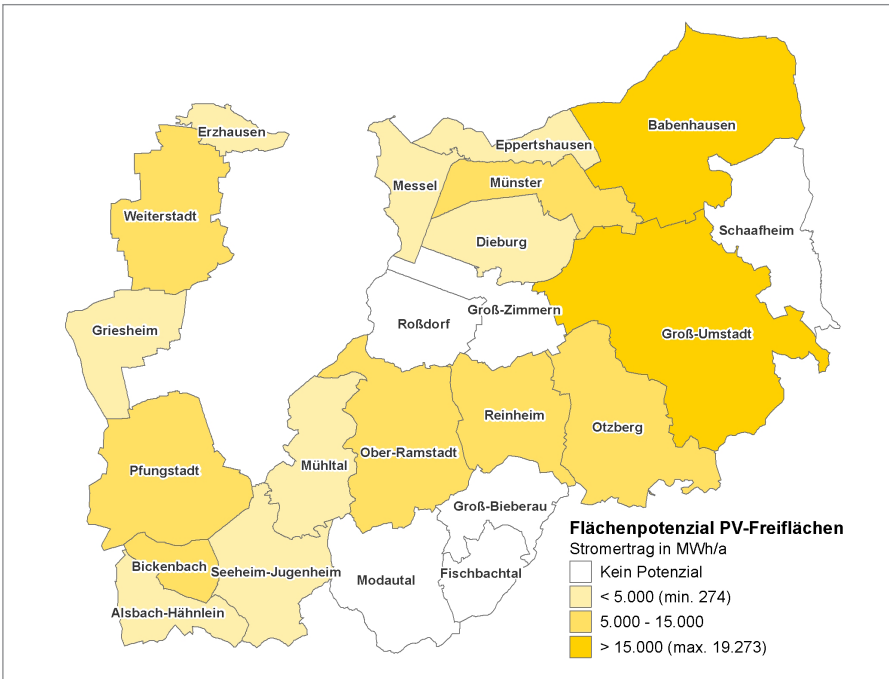 Babenhausen
Erzhausen
Eppertshausen
Messel
Münster
Weiterstadt
Schaafheim
Dieburg
Groß-Zimmern
Roßdorf
Griesheim
Groß-Umstadt
Reinheim
Otzberg
Ober-Ramstadt
Mühltal
Pfungstadt
Groß-Bieberau
Bickenbach
Seeheim-Jugenheim
Modautal
Fischbachtal
Alsbach-Hähnlein
Flächenpotenzial PV-Freiflächen
Stromertrag in MWh/a
Kein Potenzial
< 5.000 (min. 274)
5.000 - 15.000
> 15.000 (max. 19.273)